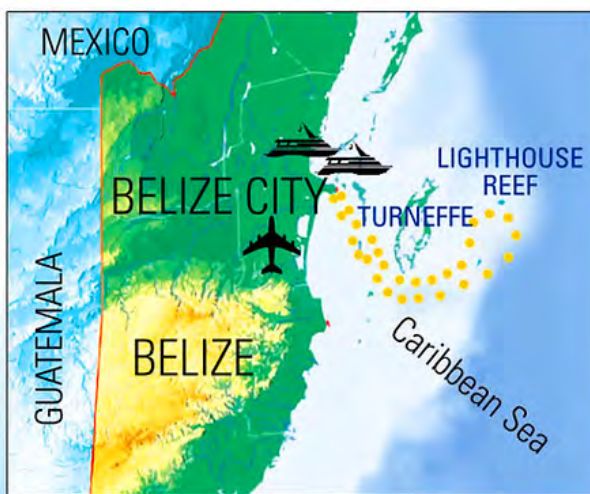 MEXICO
LIGHTHOUSE
REEF
BELIZE CITY
TURNEFFE
GUATEMALA
BELIZE
Caribbean Sea